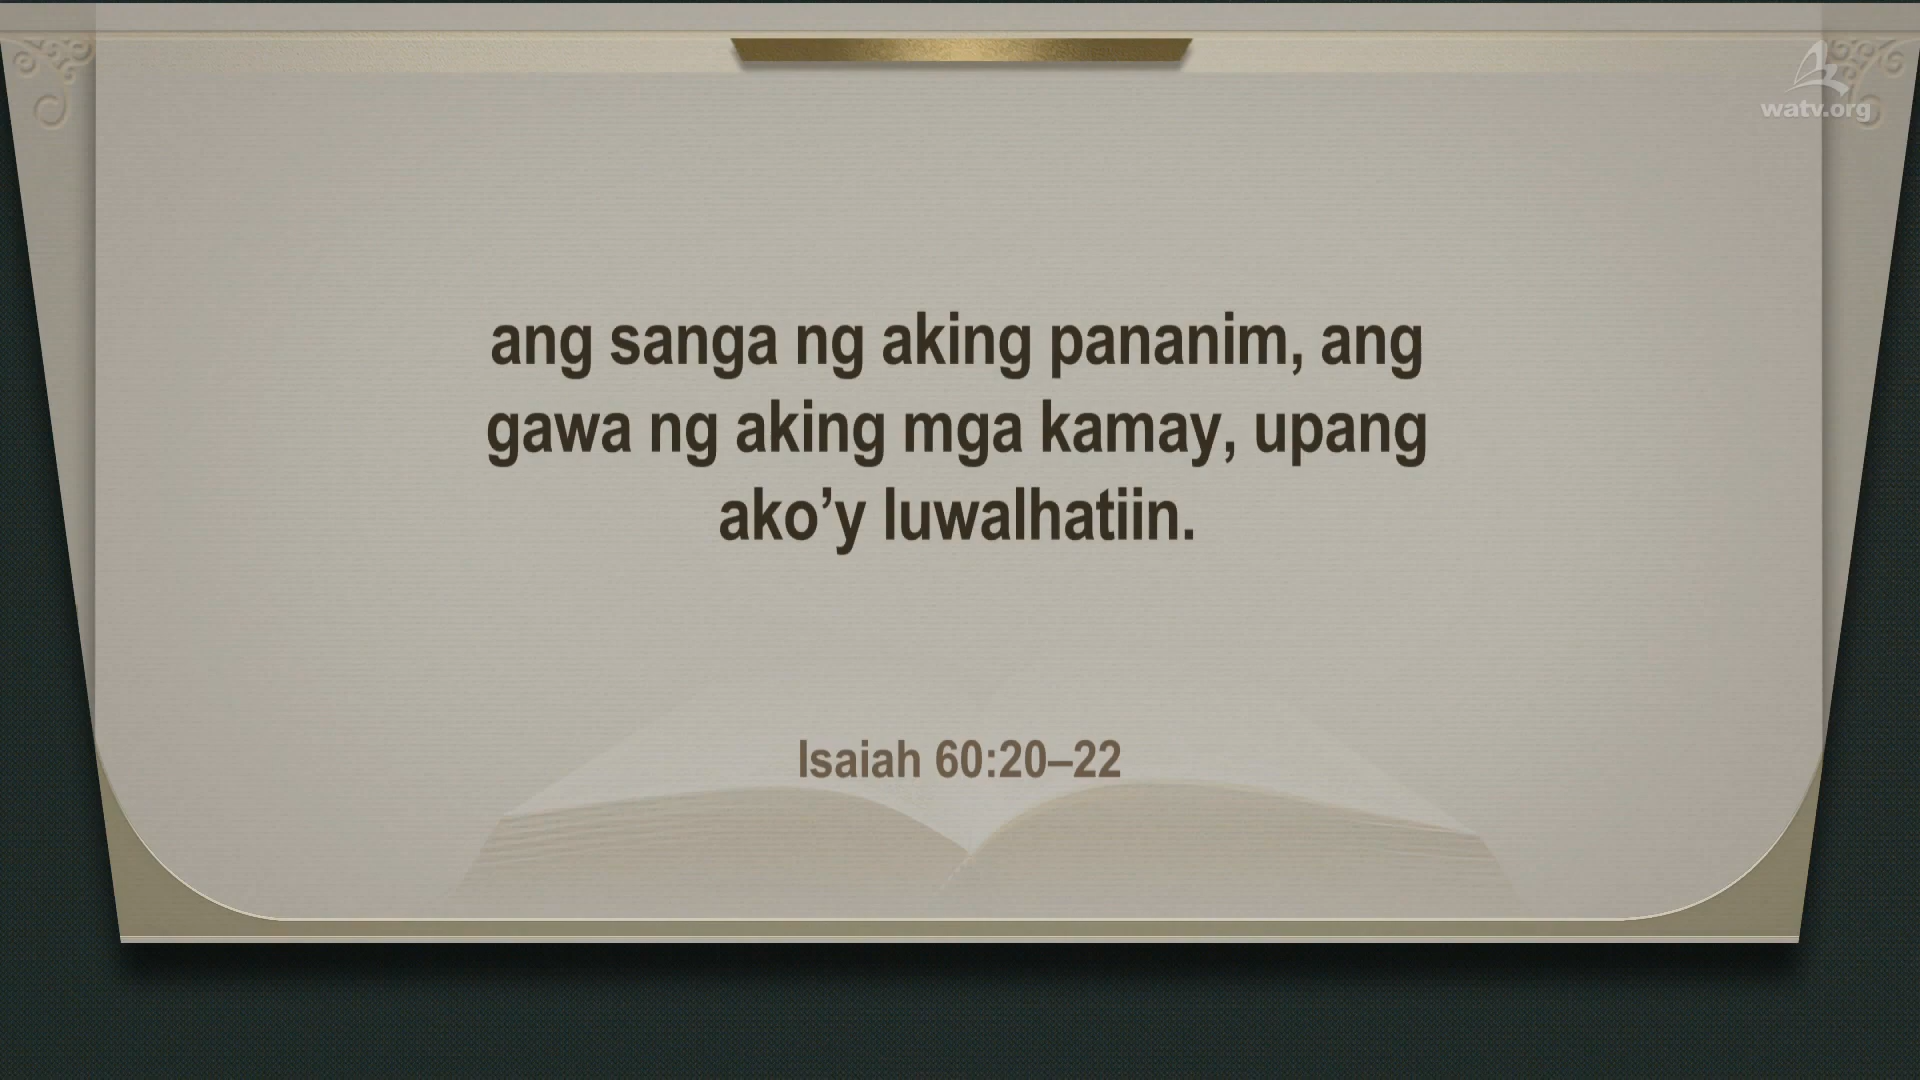 watv.org
ang sanga ng aking pananim, ang
gawa ng aking mga kamay, upang
ako’y luwalhatiin.
Isaiah 60:20–22